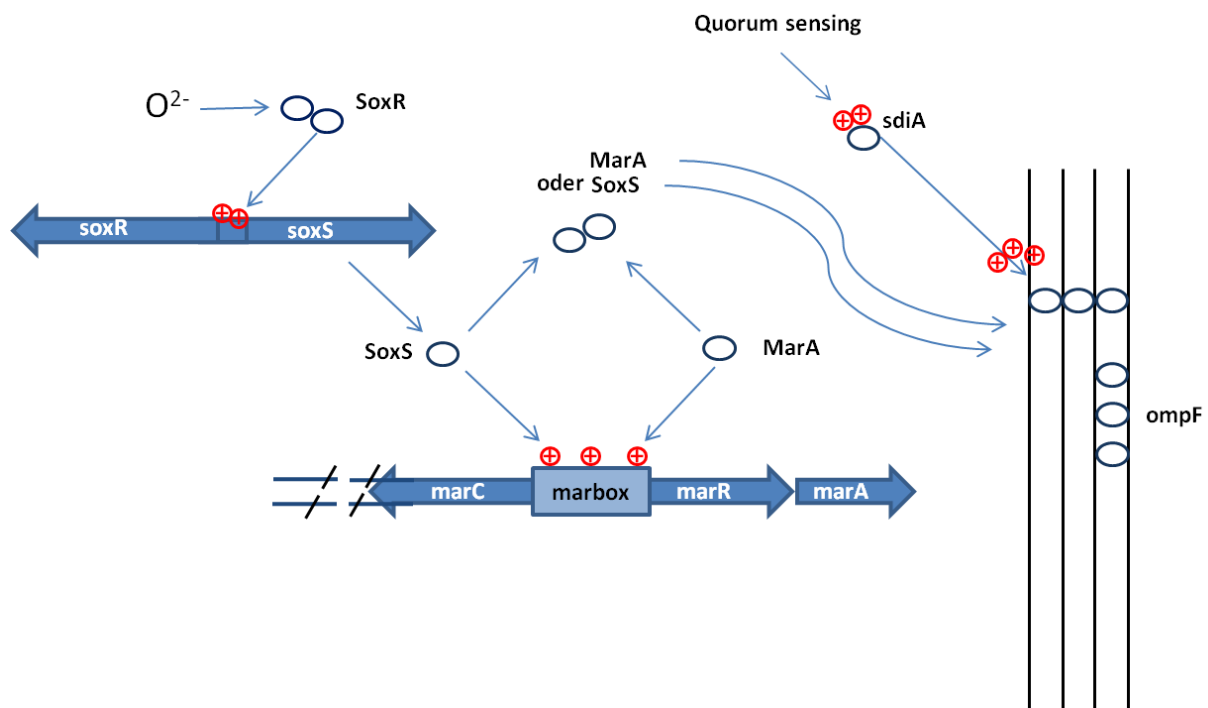 Quorum sensing
O²⁻
SoxR
sdiA
MarA
oder SoxS
soxR
soxS
SoxS
MarA
ompF
marC
marbox
marR
marA